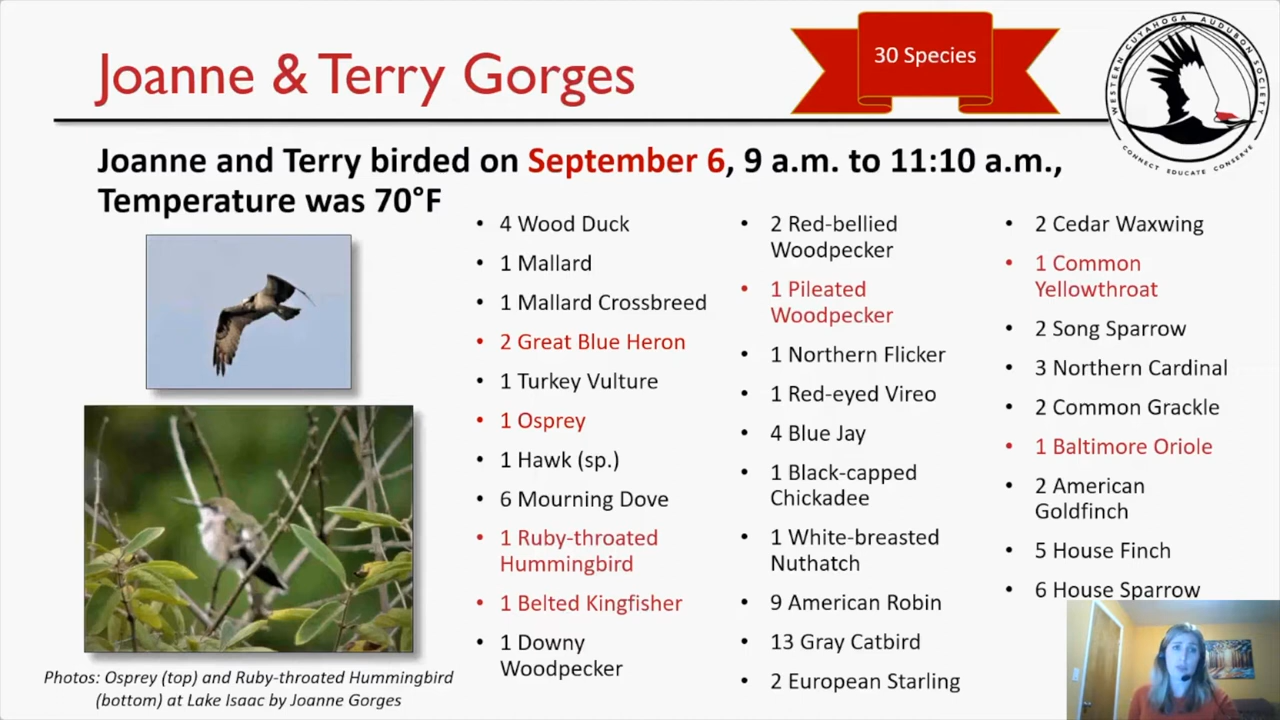 Joanne & Terry Gorges
30 Species
WESTERN CUYAHOGA AUDUBON SOCIETY
CONNECT EDUCATE CONSERVE
Joanne and Terry birded on September 6, 9 a.m. to 11:10 a.m.,
Temperature was 70°F
• 4 Wood Duck
• 1 Mallard
• 1 Mallard Crossbreed
• 2 Great Blue Heron
• 1 Turkey Vulture
• 1 Osprey
• 1 Hawk (sp.)
• 6 Mourning Dove
• 1 Ruby-throated
Hummingbird
• 1 Belted Kingfisher
• 1 Downy
Woodpecker
• 2 Red-bellied
Woodpecker
• 1 Pileated
Woodpecker
• 1 Northern Flicker
• 1 Red-eyed Vireo
• 4 Blue Jay
• 1 Black-capped
Chickadee
• 1 White-breasted
Nuthatch
• 9 American Robin
• 13 Gray Catbird
• 2 European Starling
• 2 Cedar Waxwing
• 1 Common
Yellowthroat
• 2 Song Sparrow
• 3 Northern Cardinal
• 2 Common Grackle
• 1 Baltimore Oriole
• 2 American
Goldfinch
• 5 House Finch
• 6 House Sparrow
Photos: Osprey (top) and Ruby-throated Hummingbird
(bottom) at Lake Isaac by Joanne Gorges